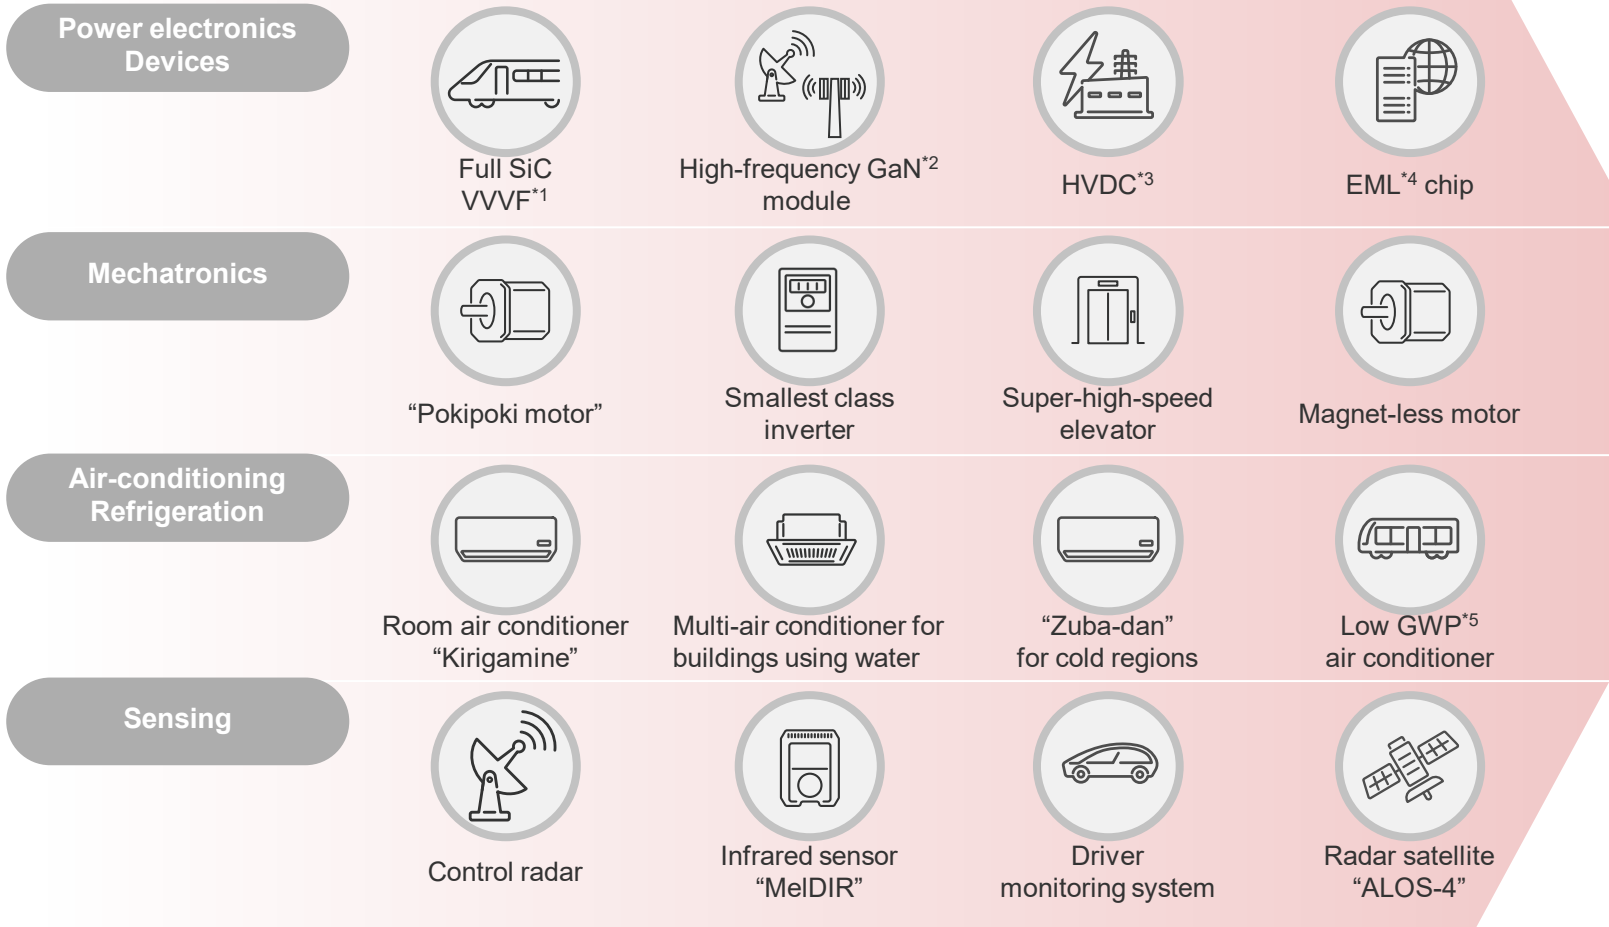 Power electronics
Devices
Full SiC
VVVF*1
High-frequency GaN*2
module
HVDC*3
EML*4 chip
Mechatronics
“Pokipoki motor”
Smallest class
inverter
Super-high-speed
elevator
Magnet-less motor
Air-conditioning
Refrigeration
Room air conditioner
“Kirigamine”
Multi-air conditioner for
buildings using water
“Zuba-dan”
for cold regions
Low GWP*5
air conditioner
Sensing
Control radar
Infrared sensor
“MelDIR”
Driver
monitoring system
Radar satellite
“ALOS-4”